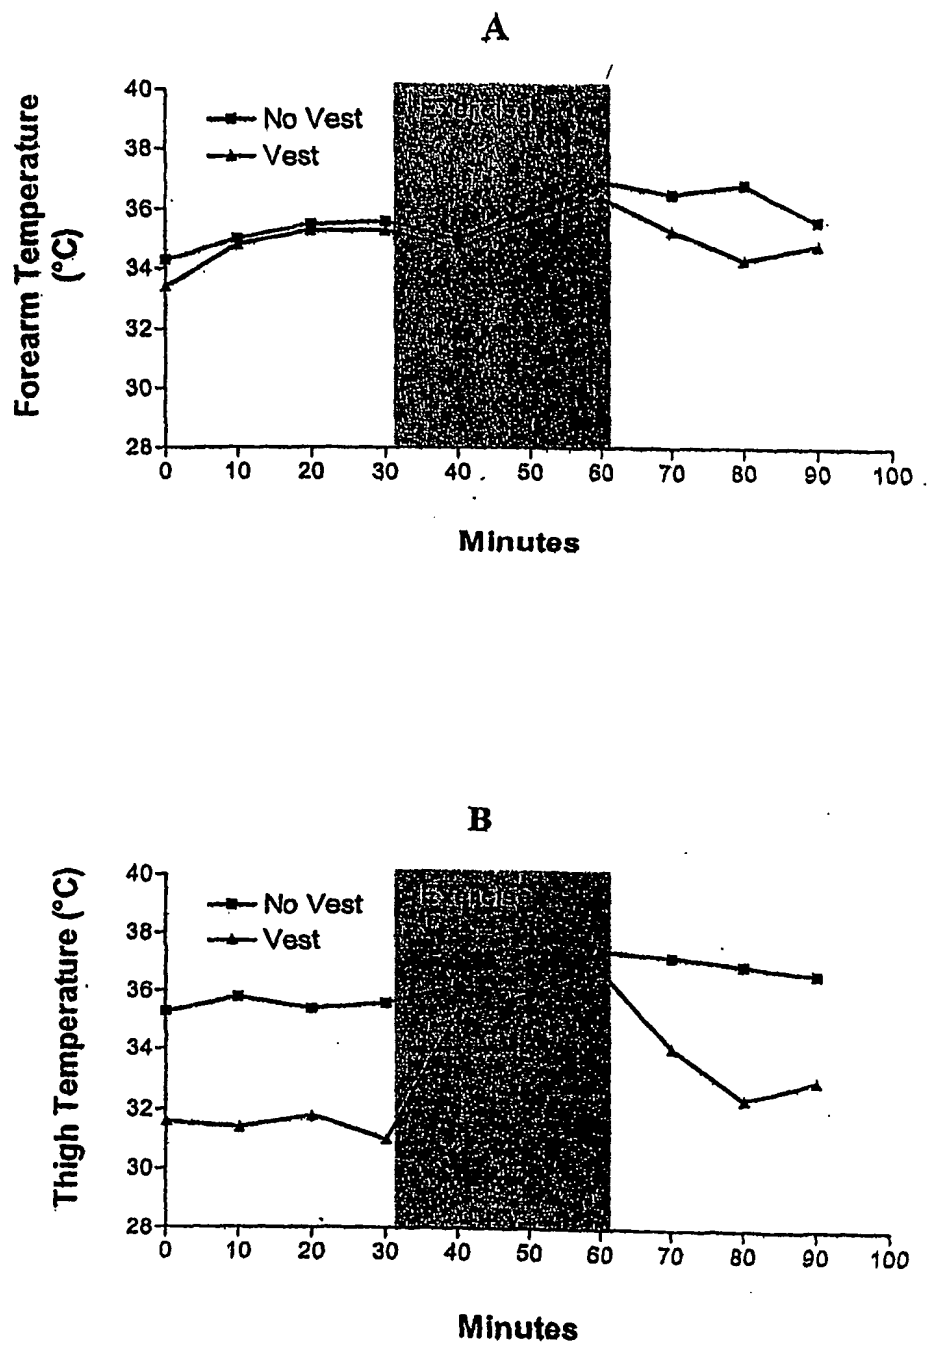 A
Forearm Temperature
(°C)
40
38
36
34
32
30
28
No Vest
Vest
Exercise
0 10 20 30 40 50 60 70 80 90 100
Minutes
B
Thigh Temperature (°C)
40
38
36
34
32
30
28
No Vest
Vest
Exercise
0 10 20 30 40 50 60 70 80 90 100
Minutes